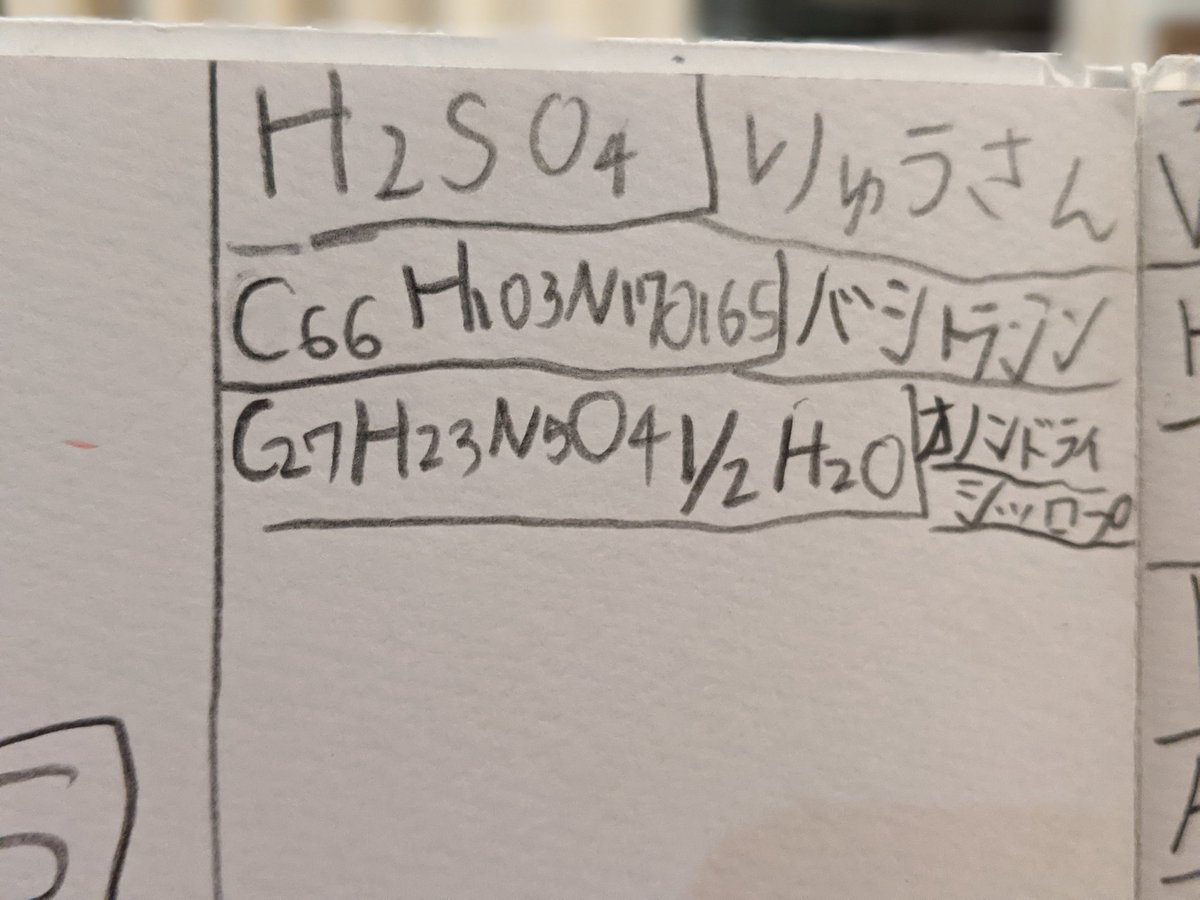 H2SO4 りゅうさん
C66H103N17O16S バシトラシン
C27H23N5O4 1/2 H2O オノンドライ
シッロプ